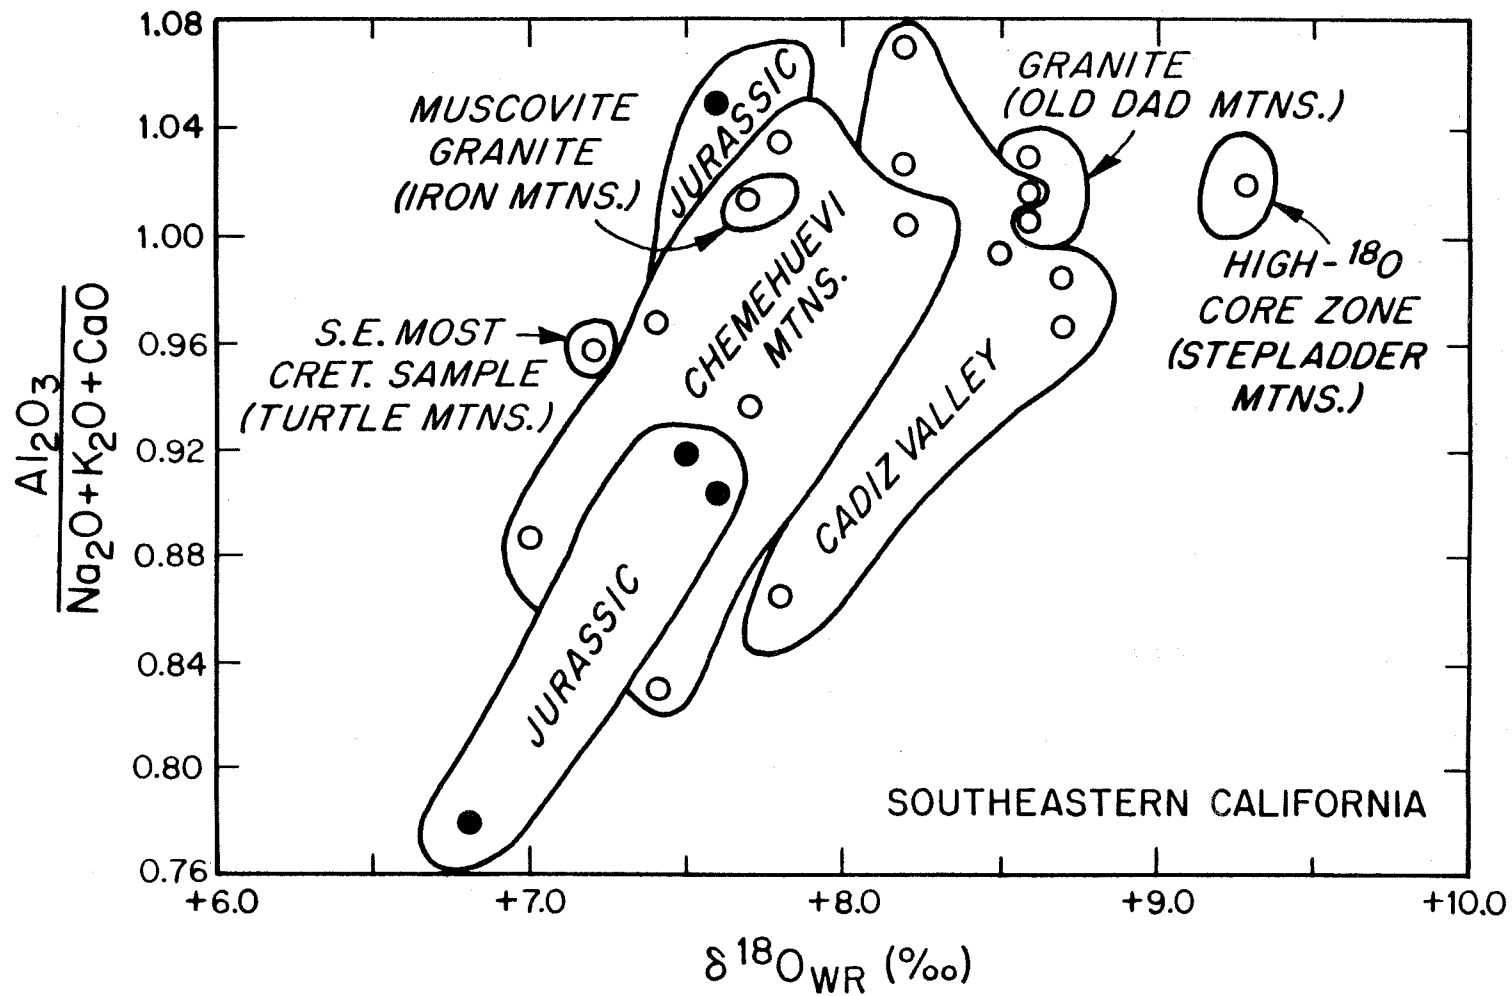 1.08
1.04
1.00
0.96
0.92
0.88
0.84
0.80
0.76
Al₂O₃
Na₂O+K₂O+CaO
MUSCOVITE
GRANITE
(IRON MTNS.)
JURASSIC
GRANITE
(OLD DAD MTNS.)
S.E. MOST
CRET. SAMPLE
(TURTLE MTNS.)
CHEMEHUEVI
MTNS.
HIGH-¹⁸O
CORE ZONE
(STEPLADDER
MTNS.)
CADIZ VALLEY
JURASSIC
SOUTHEASTERN CALIFORNIA
+6.0 +7.0 +8.0 +9.0 +10.0
δ¹⁸O_WR (‰)